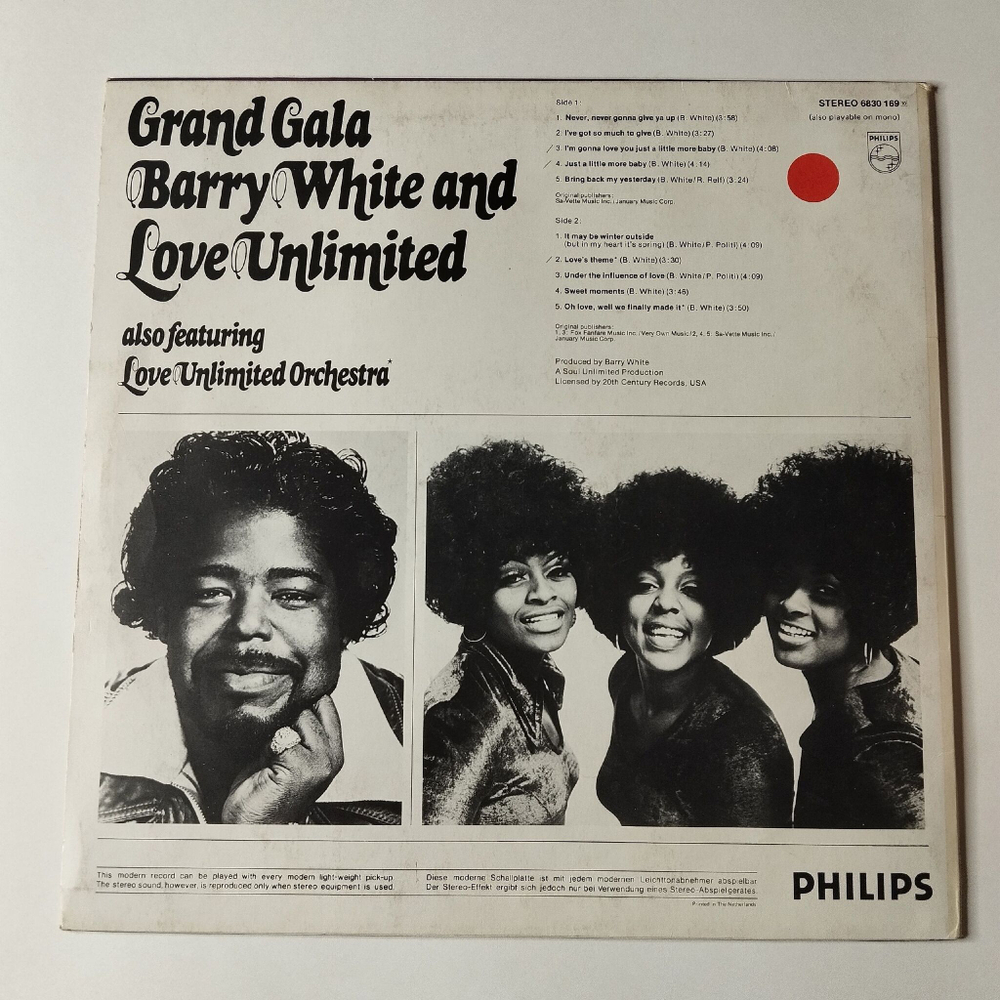 Grand Gala
Barry White and
Love Unlimited
also featuring
Love Unlimited Orchestra*
Side 1:
1. Never, never gonna give ya up (B. White) (3:58)
2. I've got so much to give (B. White) (3:27)
3. I'm gonna love you just a little more baby (B. White) (4:08)
4. Just a little more baby (B. White) (4:14)
5. Bring back my yesterday (B. White/R. Relf) (3:24)
Original publishers:
Sa-Vette Music Inc./January Music Corp.
Side 2:
1. It may be winter outside
(but in my heart it's spring) (B. White/P. Politi) (4:09)
2. Love's theme* (B. White) (3:30)
3. Under the influence of love (B. White/P. Politi) (4:09)
4. Sweet moments (B. White) (3:46)
5. Oh love, well we finally made it* (B. White) (3:50)
Original publishers:
1, 3: Fox Fanfare Music Inc./Very Own Music/2, 4, 5: Sa-Vette Music Inc./
January Music Corp.
Produced by Barry White
A Soul Unlimited Production
Licensed by 20th Century Records, USA
STEREO 6830 169
(also playable on mono)
PHILIPS
This modern record can be played with every modern light-weight pick-up.
The stereo sound, however, is reproduced only when stereo equipment is used.
Diese moderne Schallplatte ist mit jedem modernen Leichttonabnehmer abspielbar.
Der Stereo-Effekt ergibt sich jedoch nur bei Verwendung eines Stereo-Abspielgerätes.
Printed in The Netherlands
PHILIPS